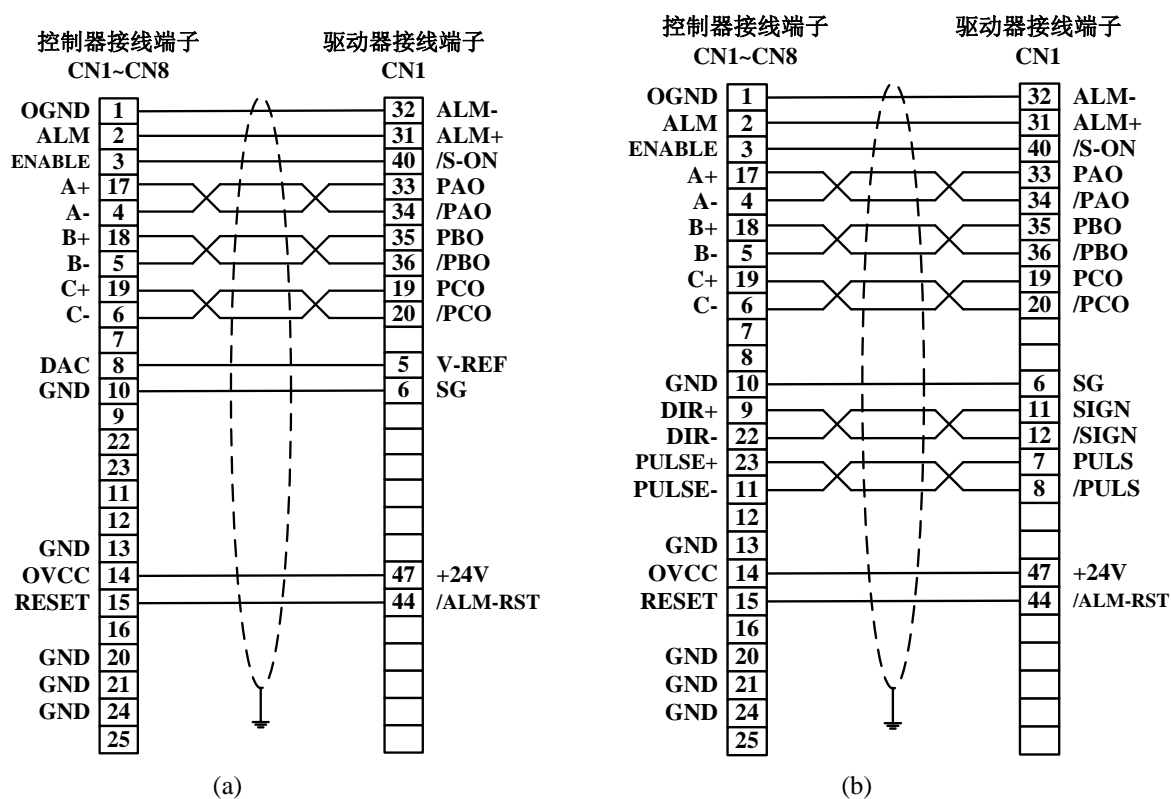 控制器接线端子 驱动器接线端子
CN1~CN8 CN1
OGND 1 32 ALM-
ALM 2 31 ALM+
ENABLE 3 40 /S-ON
A+ 17 33 PAO
A- 4 34 /PAO
B+ 18 35 PBO
B- 5 36 /PBO
C+ 19 19 PCO
C- 6 20 /PCO
7
DAC 8 5 V-REF
GND 10 6 SG
9
22
23
11
12
GND 13
OVCC 14 47 +24V
RESET 15 44 /ALM-RST
16
GND 20
GND 21
GND 24
25
(a)
控制器接线端子 驱动器接线端子
CN1~CN8 CN1
OGND 1 32 ALM-
ALM 2 31 ALM+
ENABLE 3 40 /S-ON
A+ 17 33 PAO
A- 4 34 /PAO
B+ 18 35 PBO
B- 5 36 /PBO
C+ 19 19 PCO
C- 6 20 /PCO
7
8
GND 10 6 SG
DIR+ 9 11 SIGN
DIR- 22 12 /SIGN
PULSE+ 23 7 PULS
PULSE- 11 8 /PULS
12
GND 13
OVCC 14 47 +24V
RESET 15 44 /ALM-RST
16
GND 20
GND 21
GND 24
25
(b)